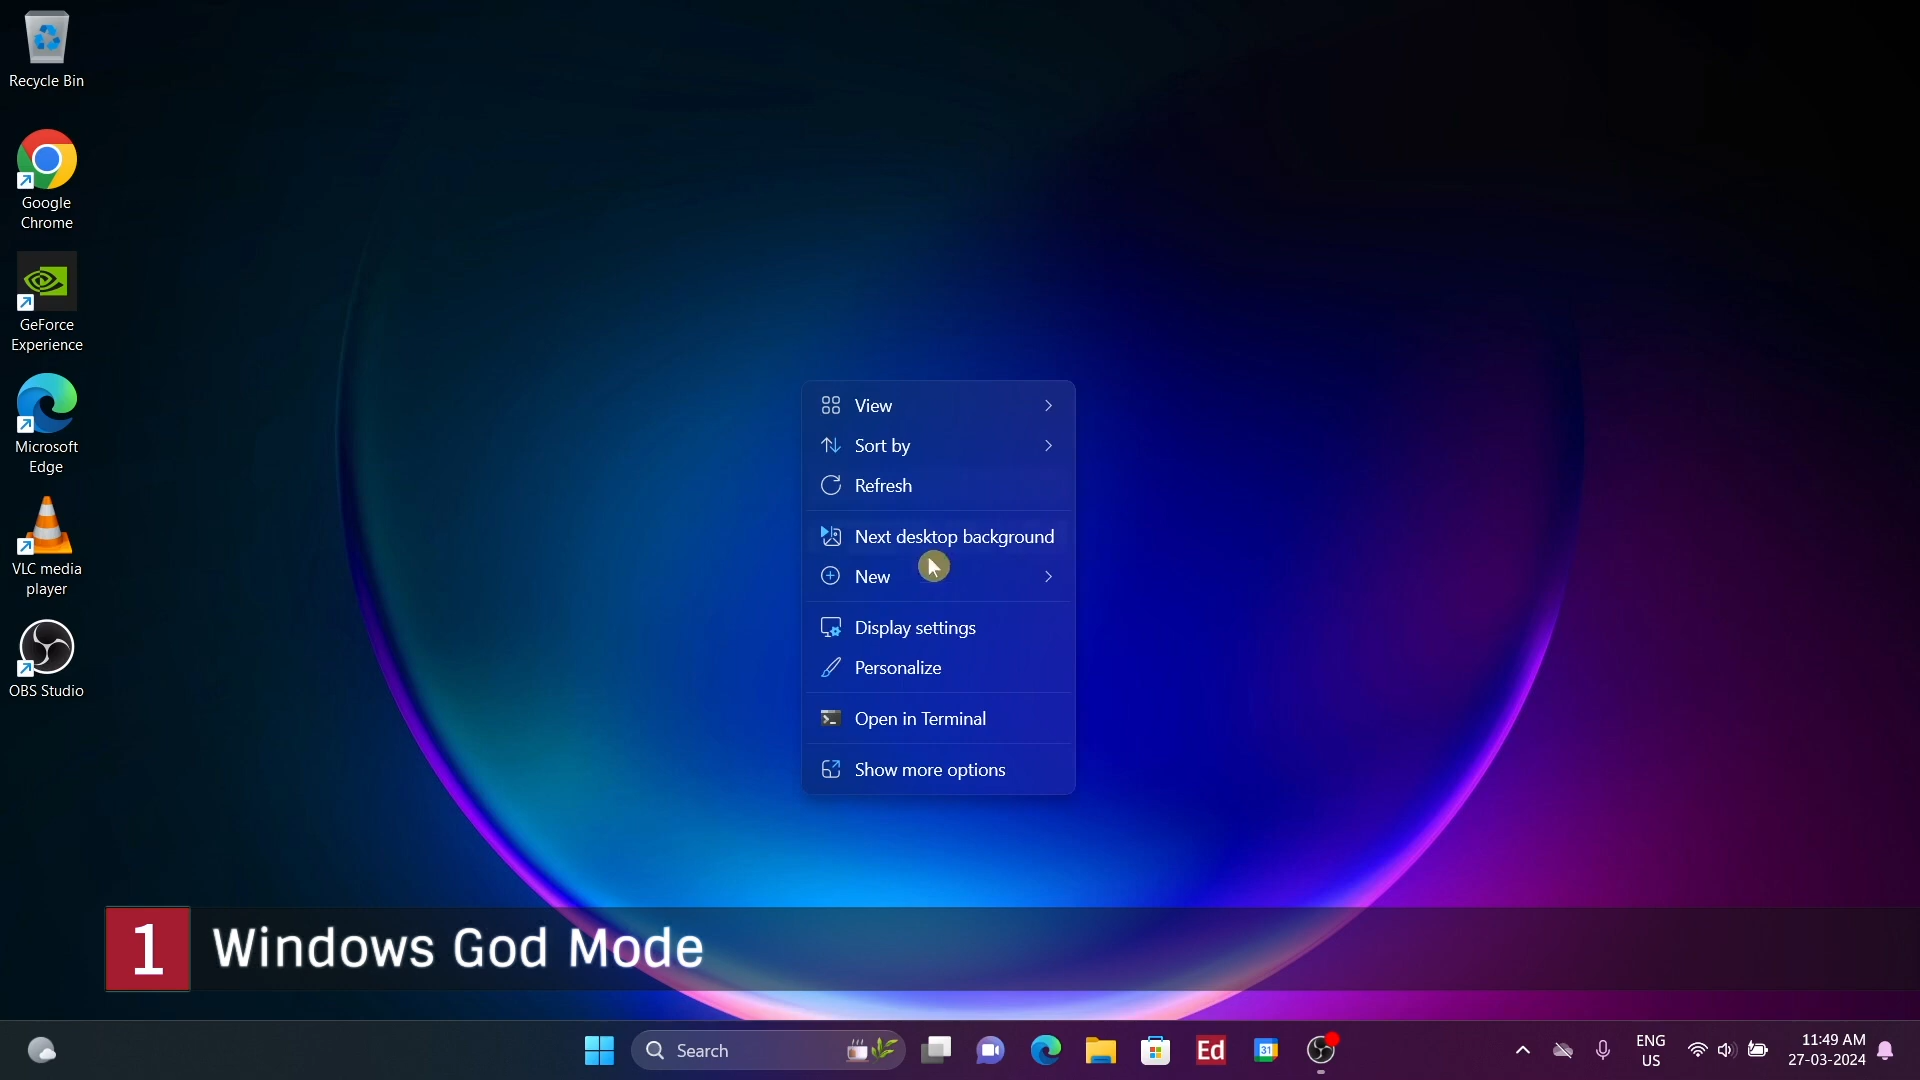 Recycle Bin
Google
Chrome
GeForce
Experience
Microsoft
Edge
VLC media
player
OBS Studio
View
Sort by
Refresh
Next desktop background
New
Display settings
Personalize
Open in Terminal
Show more options
1 Windows God Mode
Search
Ed
31
ENG
US
11:49 AM
27-03-2024